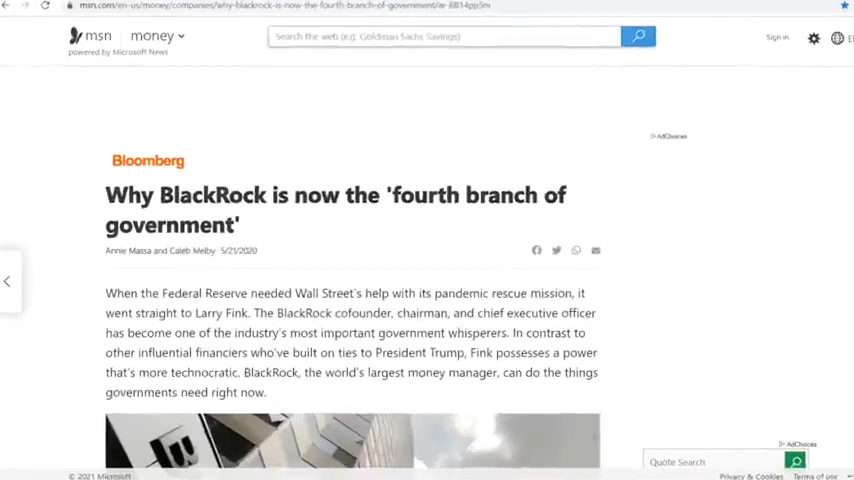 msn.com/en-us/money/companies/why-blackrock-is-now-the-fourth-branch-of-government/
msn money
powered by Microsoft News
Search the web (e.g. Goldman Sachs Savings)
Sign in
AdChoices
Bloomberg
Why BlackRock is now the 'fourth branch of
government'
Annie Massa and Caleb Melby · 5/21/2020
When the Federal Reserve needed Wall Street's help with its pandemic rescue mission, it
went straight to Larry Fink. The BlackRock cofounder, chairman, and chief executive officer
has become one of the industry's most important government whisperers. In contrast to
other influential financiers who've built on ties to President Trump, Fink possesses a power
that's more technocratic. BlackRock, the world's largest money manager, can do the things
governments need right now.
AdChoices
Quote Search
© 2021 Microsoft
Privacy & Cookies Terms of use